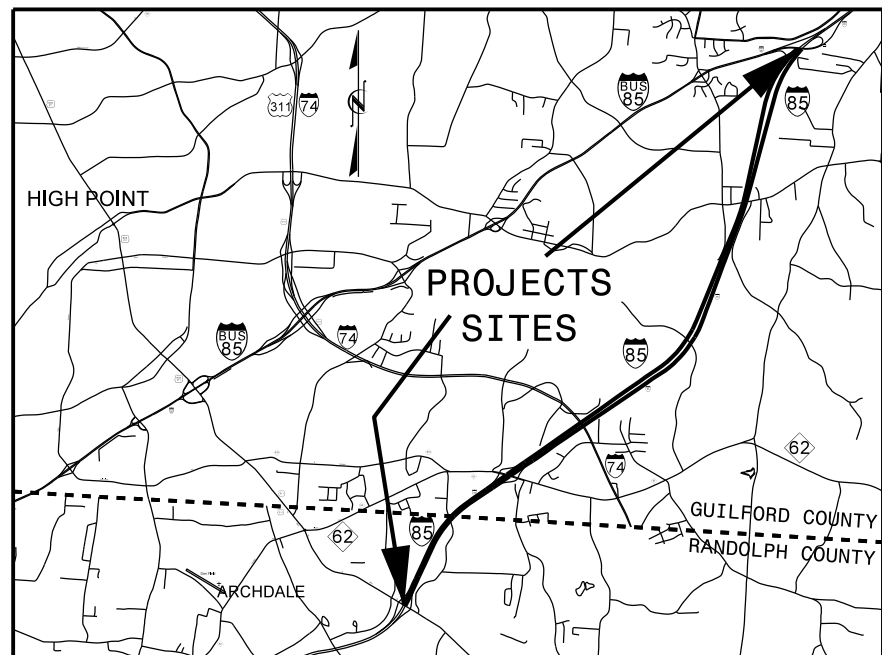 BUS
85
85
311
74
N
HIGH POINT
PROJECTS
SITES
BUS
85
74
85
62
74
GUILFORD COUNTY
85
62
RANDOLPH COUNTY
ARCHDALE